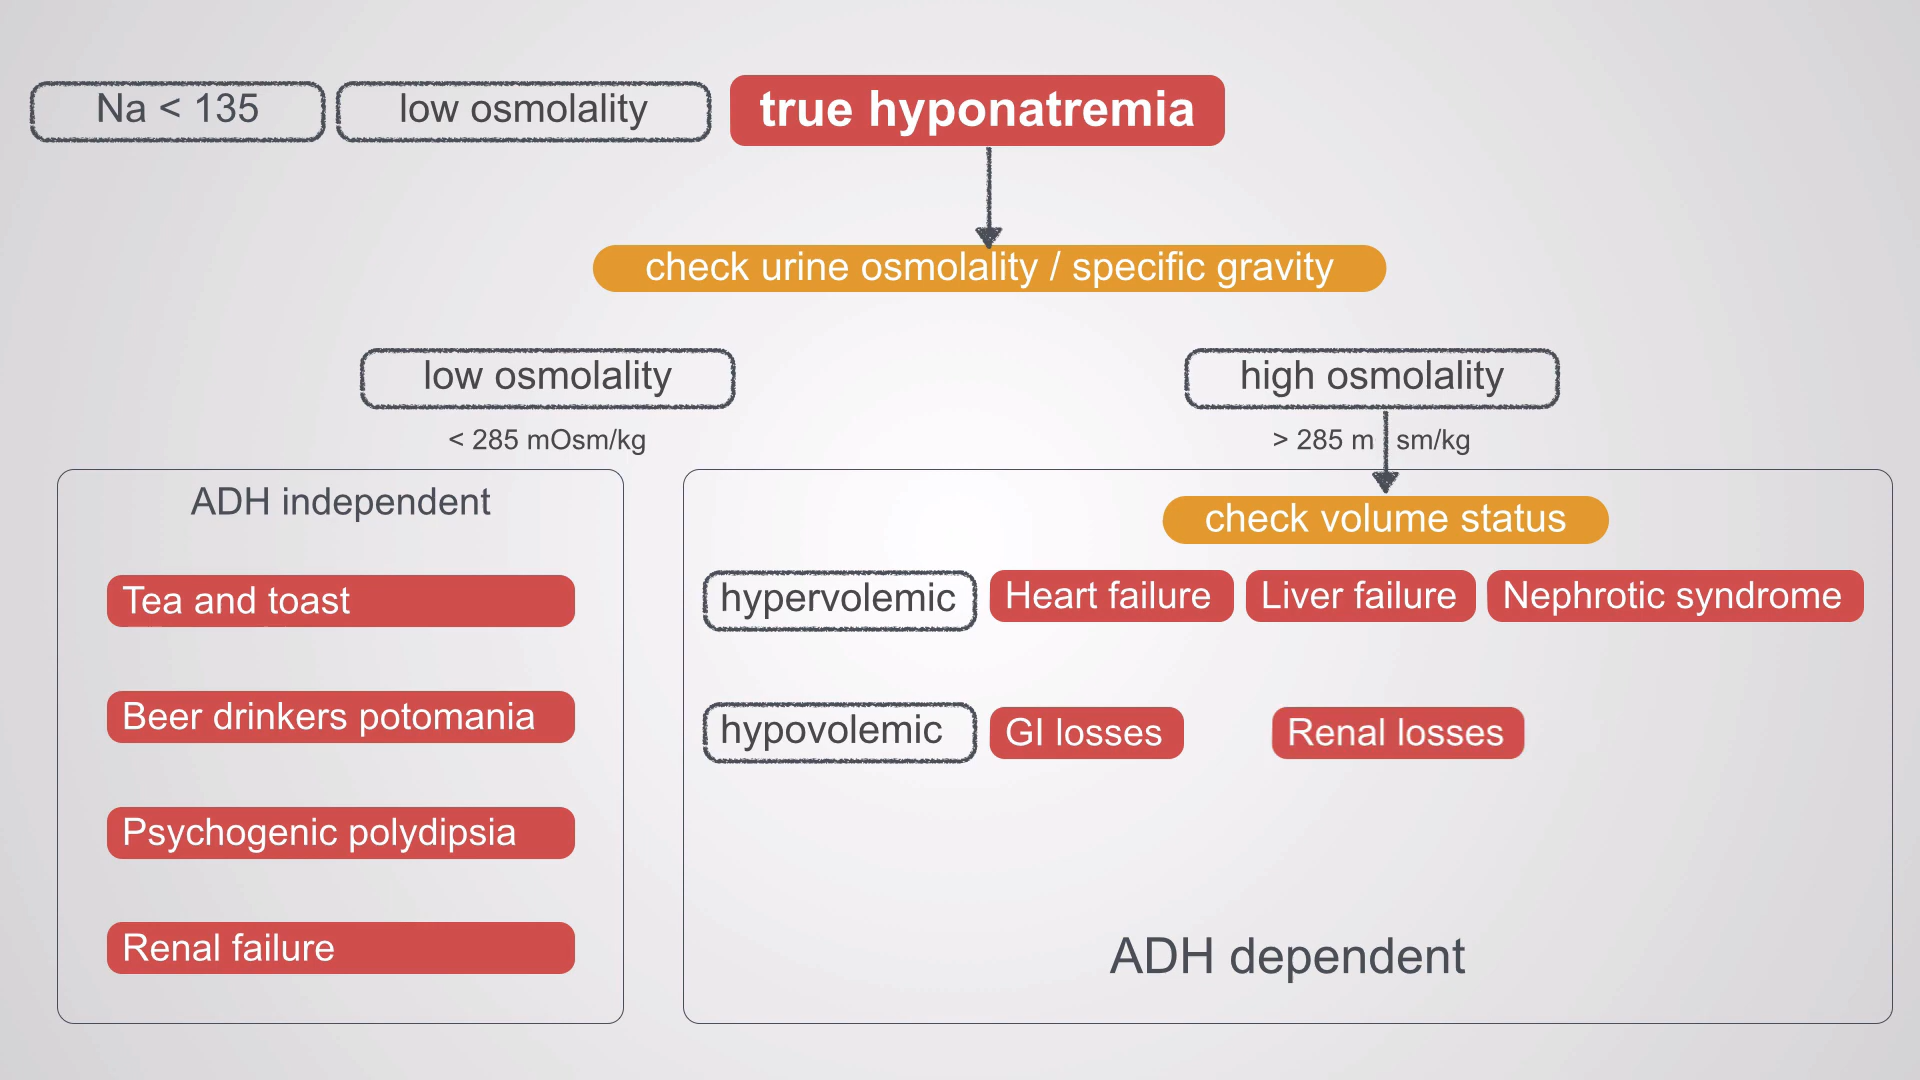 Na < 135
low osmolality
true hyponatremia
check urine osmolality / specific gravity
low osmolality
high osmolality
< 285 mOsm/kg
> 285 m sm/kg
ADH independent
Tea and toast
Beer drinkers potomania
Psychogenic polydipsia
Renal failure
check volume status
hypervolemic
Heart failure
Liver failure
Nephrotic syndrome
hypovolemic
GI losses
Renal losses
ADH dependent